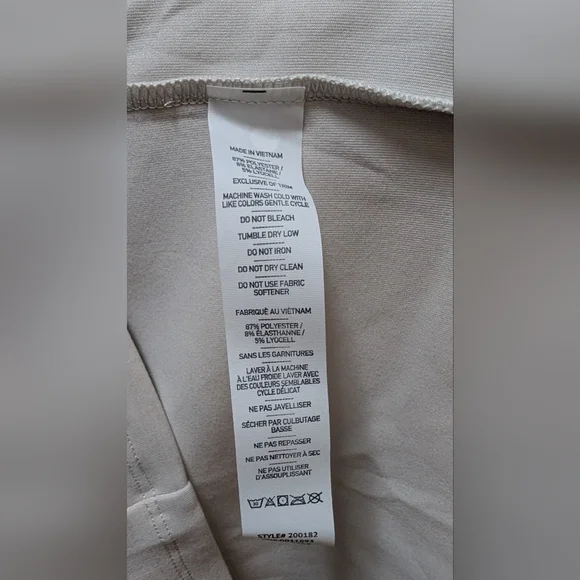 MADE IN VIETNAM
87% POLYESTER /
8% ELASTHANNE /
5% LYOCELL
EXCLUSIVE OF TRIM
MACHINE WASH COLD WITH
LIKE COLORS GENTLE CYCLE
DO NOT BLEACH
TUMBLE DRY LOW
DO NOT IRON
DO NOT DRY CLEAN
DO NOT USE FABRIC
SOFTENER
FABRIQUÉ AU VIÊTNAM
87% POLYESTER /
8% ÉLASTHANNE /
5% LYOCELL
SANS LES GARNITURES
LAVER À LA MACHINE
À L'EAU FROIDE LAVER AVEC
DES COULEURS SEMBLABLES
CYCLE DÉLICAT
NE PAS JAVELLISER
SÉCHER PAR CULBUTAGE
BASSE
NE PAS REPASSER
NE PAS NETTOYER À SEC
NE PAS UTILISER
D'ASSOUPLISSANT
STYLE# 200182